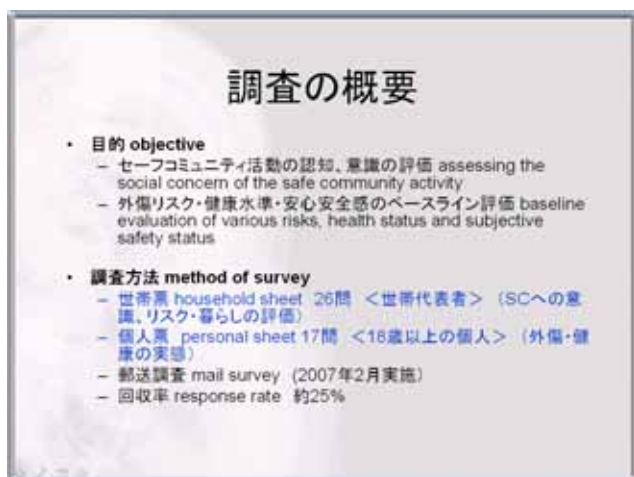 調査の概要
• 目的 objective
– セーフコミュニティ活動の認知、意識の評価 assessing the
social concern of the safe community activity
– 外傷リスク・健康水準・安心安全感のベースライン評価 baseline
evaluation of various risks, health status and subjective
safety status
• 調査方法 method of survey
– 世帯票 household sheet 26問 <世帯代表者> (SCへの意
識、リスク・暮らしの評価)
– 個人票 personal sheet 17問 <18歳以上の個人> (外傷・健
康の実態)
– 郵送調査 mail survey (2007年2月実施)
– 回収率 response rate 約25%